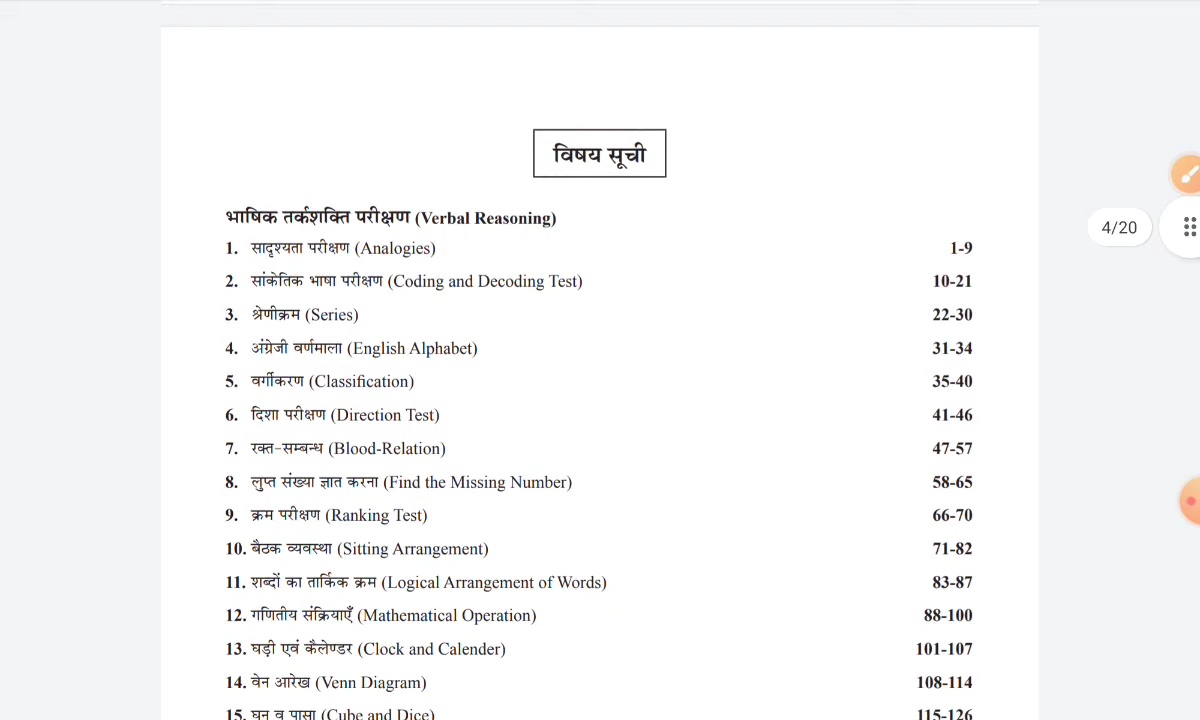 विषय सूची
भाषिक तर्कशक्ति परीक्षण (Verbal Reasoning)
1. सादृश्यता परीक्षण (Analogies) 1-9
2. सांकेतिक भाषा परीक्षण (Coding and Decoding Test) 10-21
3. श्रेणीक्रम (Series) 22-30
4/20
4. अंग्रेजी वर्णमाला (English Alphabet) 31-34
5. वर्गीकरण (Classification) 35-40
6. दिशा परीक्षण (Direction Test) 41-46
7. रक्त-सम्बन्ध (Blood-Relation) 47-57
8. लुप्त संख्या ज्ञात करना (Find the Missing Number) 58-65
9. क्रम परीक्षण (Ranking Test) 66-70
10. बैठक व्यवस्था (Sitting Arrangement) 71-82
11. शब्दों का तार्किक क्रम (Logical Arrangement of Words) 83-87
12. गणितीय संक्रियाएँ (Mathematical Operation) 88-100
13. घड़ी एवं कैलेण्डर (Clock and Calender) 101-107
14. वेन आरेख (Venn Diagram) 108-114
15. घन व पासा (Cube and Dice) 115-126